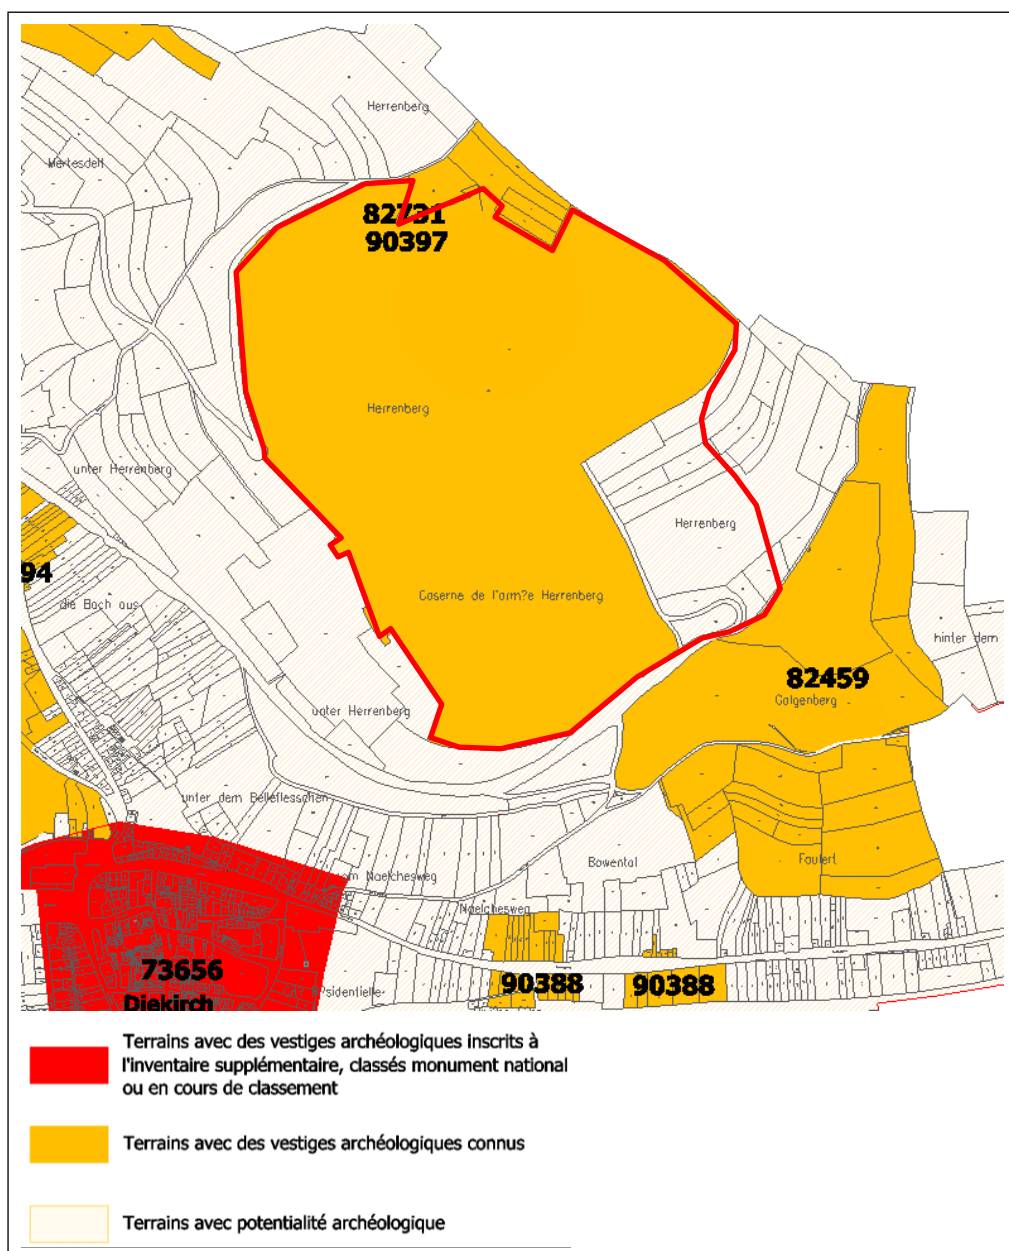 Herrenberg
Mertesdell
82731
90397
Herrenberg
unter Herrenberg
Herrenberg
94
die Bach aus
Caserne de l'arm?e Herrenberg
hinter dem
82459
Galgenberg
unter Herrenberg
unter dem Belleflesschen
Bowental
Faulert
Naelchesweg
Naelchesweg
73656
Diekirch
90388
90388
Terrains avec des vestiges archéologiques inscrits à
l'inventaire supplémentaire, classés monument national
ou en cours de classement
Terrains avec des vestiges archéologiques connus
Terrains avec potentialité archéologique